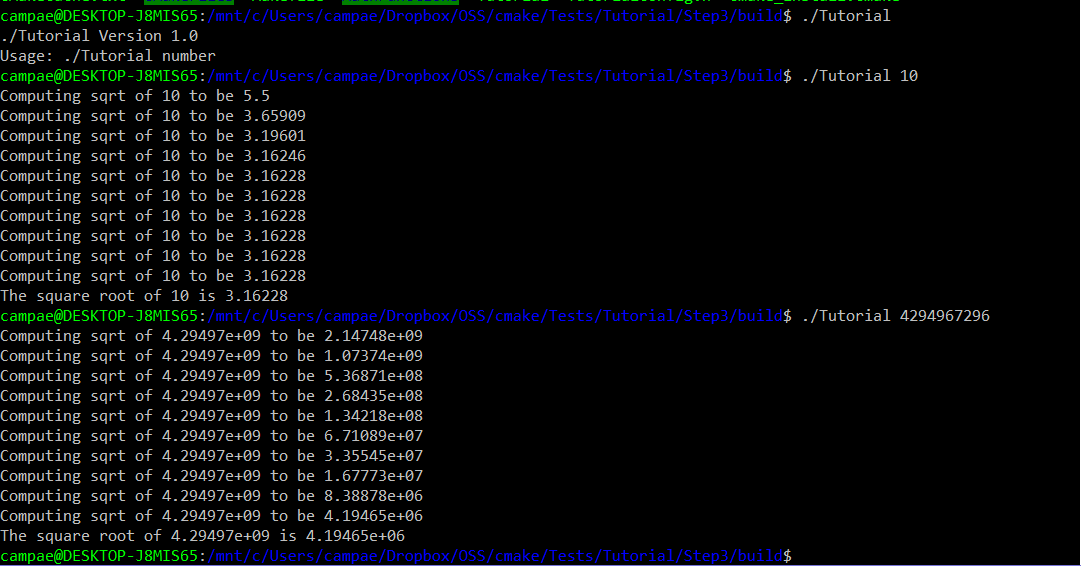 campae@DESKTOP-J8MIS65:/mnt/c/Users/campae/Dropbox/OSS/cmake/Tests/Tutorial/Step3/build$ ./Tutorial
./Tutorial Version 1.0
Usage: ./Tutorial number
campae@DESKTOP-J8MIS65:/mnt/c/Users/campae/Dropbox/OSS/cmake/Tests/Tutorial/Step3/build$ ./Tutorial 10
Computing sqrt of 10 to be 5.5
Computing sqrt of 10 to be 3.65909
Computing sqrt of 10 to be 3.19601
Computing sqrt of 10 to be 3.16246
Computing sqrt of 10 to be 3.16228
Computing sqrt of 10 to be 3.16228
Computing sqrt of 10 to be 3.16228
Computing sqrt of 10 to be 3.16228
Computing sqrt of 10 to be 3.16228
Computing sqrt of 10 to be 3.16228
The square root of 10 is 3.16228
campae@DESKTOP-J8MIS65:/mnt/c/Users/campae/Dropbox/OSS/cmake/Tests/Tutorial/Step3/build$ ./Tutorial 4294967296
Computing sqrt of 4.29497e+09 to be 2.14748e+09
Computing sqrt of 4.29497e+09 to be 1.07374e+09
Computing sqrt of 4.29497e+09 to be 5.36871e+08
Computing sqrt of 4.29497e+09 to be 2.68435e+08
Computing sqrt of 4.29497e+09 to be 1.34218e+08
Computing sqrt of 4.29497e+09 to be 6.71089e+07
Computing sqrt of 4.29497e+09 to be 3.35545e+07
Computing sqrt of 4.29497e+09 to be 1.67773e+07
Computing sqrt of 4.29497e+09 to be 8.38878e+06
Computing sqrt of 4.29497e+09 to be 4.19465e+06
The square root of 4.29497e+09 is 4.19465e+06
campae@DESKTOP-J8MIS65:/mnt/c/Users/campae/Dropbox/OSS/cmake/Tests/Tutorial/Step3/build$